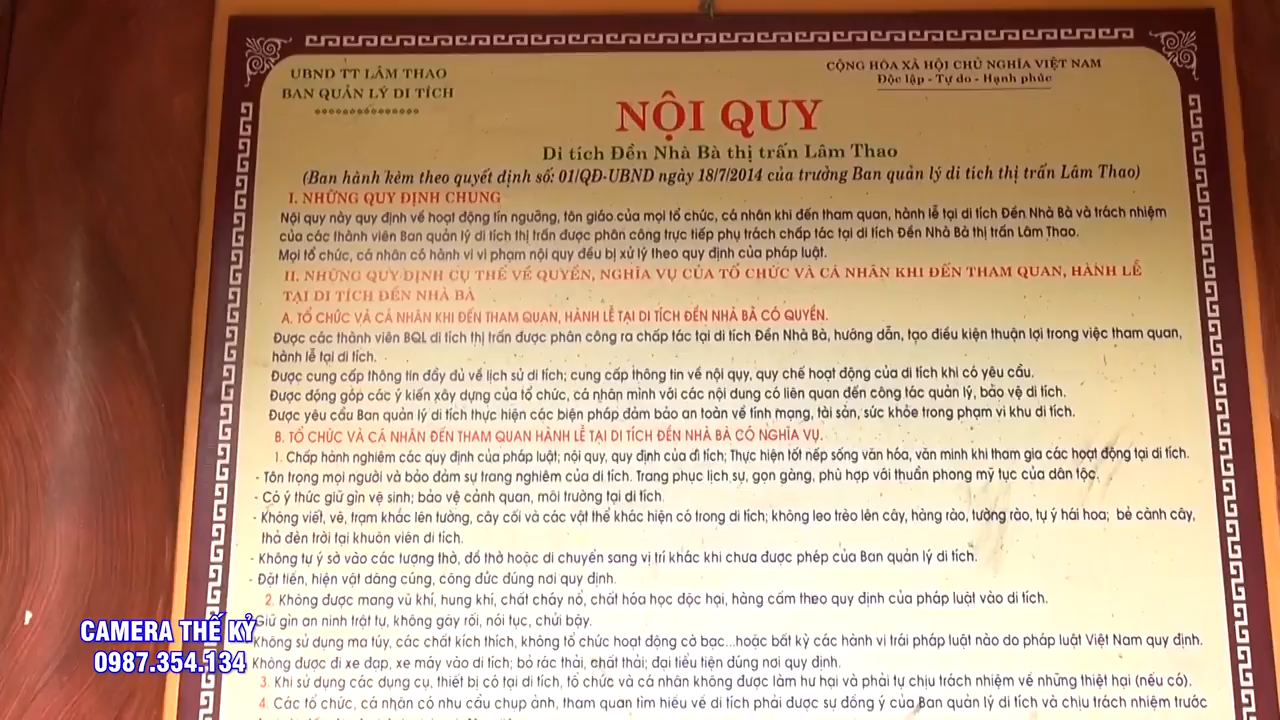 UBND TT LÂM THAO
BAN QUẢN LÝ DI TÍCH
CỘNG HÒA XÃ HỘI CHỦ NGHĨA VIỆT NAM
Độc lập - Tự do - Hạnh phúc
NỘI QUY
Di tích Đền Nhà Bà thị trấn Lâm Thao
(Ban hành kèm theo quyết định số: 01/QĐ-UBND ngày 18/7/2014 của trưởng Ban quản lý di tích thị trấn Lâm Thao)
I. NHỮNG QUY ĐỊNH CHUNG
Nội quy này quy định về hoạt động tín ngưỡng, tôn giáo của mọi tổ chức, cá nhân khi đến tham quan, hành lễ tại di tích Đền Nhà Bà và trách nhiệm
của các thành viên Ban quản lý di tích thị trấn được phân công trực tiếp phụ trách chấp tác tại di tích Đền Nhà Bà thị trấn Lâm Thao.
Mọi tổ chức, cá nhân có hành vi vi phạm nội quy đều bị xử lý theo quy định của pháp luật.
II. NHỮNG QUY ĐỊNH CỤ THỂ VỀ QUYỀN, NGHĨA VỤ CỦA TỔ CHỨC VÀ CÁ NHÂN KHI ĐẾN THAM QUAN, HÀNH LỄ
TẠI DI TÍCH ĐỀN NHÀ BÀ
A. TỔ CHỨC VÀ CÁ NHÂN KHI ĐẾN THAM QUAN, HÀNH LỄ TẠI DI TÍCH ĐỀN NHÀ BÀ CÓ QUYỀN.
Được các thành viên BQL di tích thị trấn được phân công ra chấp tác tại di tích Đền Nhà Bà, hướng dẫn, tạo điều kiện thuận lợi trong việc tham quan,
hành lễ tại di tích.
Được cung cấp thông tin đầy đủ về lịch sử di tích; cung cấp thông tin về nội quy, quy chế hoạt động của di tích khi có yêu cầu.
Được đóng góp các ý kiến xây dựng của tổ chức, cá nhân mình với các nội dung có liên quan đến công tác quản lý, bảo vệ di tích.
Được yêu cầu Ban quản lý di tích thực hiện các biện pháp đảm bảo an toàn về tính mạng, tài sản, sức khỏe trong phạm vi khu di tích.
B. TỔ CHỨC VÀ CÁ NHÂN ĐẾN THAM QUAN HÀNH LỄ TẠI DI TÍCH ĐỀN NHÀ BÀ CÓ NGHĨA VỤ.
1. Chấp hành nghiêm các quy định của pháp luật; nội quy, quy định của di tích; Thực hiện tốt nếp sống văn hóa, văn minh khi tham gia các hoạt động tại di tích.
- Tôn trọng mọi người và bảo đảm sự trang nghiêm của di tích. Trang phục lịch sự, gọn gàng, phù hợp với thuần phong mỹ tục của dân tộc.
- Có ý thức giữ gìn vệ sinh; bảo vệ cảnh quan, môi trường tại di tích.
- Không viết, vẽ, trạm khắc lên tường, cây cối và các vật thể khác hiện có trong di tích; không leo trèo lên cây, hàng rào, tường rào, tự ý hái hoa; bẻ cành cây,
thả đèn trời tại khuôn viên di tích.
- Không tự ý sờ vào các tượng thờ, đồ thờ hoặc di chuyển sang vị trí khác khi chưa được phép của Ban quản lý di tích.
- Đặt tiền, hiện vật dâng cúng, công đức đúng nơi quy định.
2. Không được mang vũ khí, hung khí, chất cháy nổ, chất hóa học độc hại, hàng cấm theo quy định của pháp luật vào di tích.
Giữ gìn an ninh trật tự, không gây rối, nói tục, chửi bậy.
Không sử dụng ma túy, các chất kích thích, không tổ chức hoạt động cờ bạc...hoặc bất kỳ các hành vi trái pháp luật nào do pháp luật Việt Nam quy định.
Không được đi xe đạp, xe máy vào di tích; bỏ rác thải, chất thải; đại tiểu tiện đúng nơi quy định.
3. Khi sử dụng các dụng cụ, thiết bị có tại di tích, tổ chức và cá nhân không được làm hư hại và phải tự chịu trách nhiệm về những thiệt hại (nếu có).
4. Các tổ chức, cá nhân có nhu cầu chụp ảnh, tham quan tìm hiểu về di tích phải được sự đồng ý của Ban quản lý di tích và chịu trách nhiệm trước
CAMERA THẾ KỶ
0987.354.134